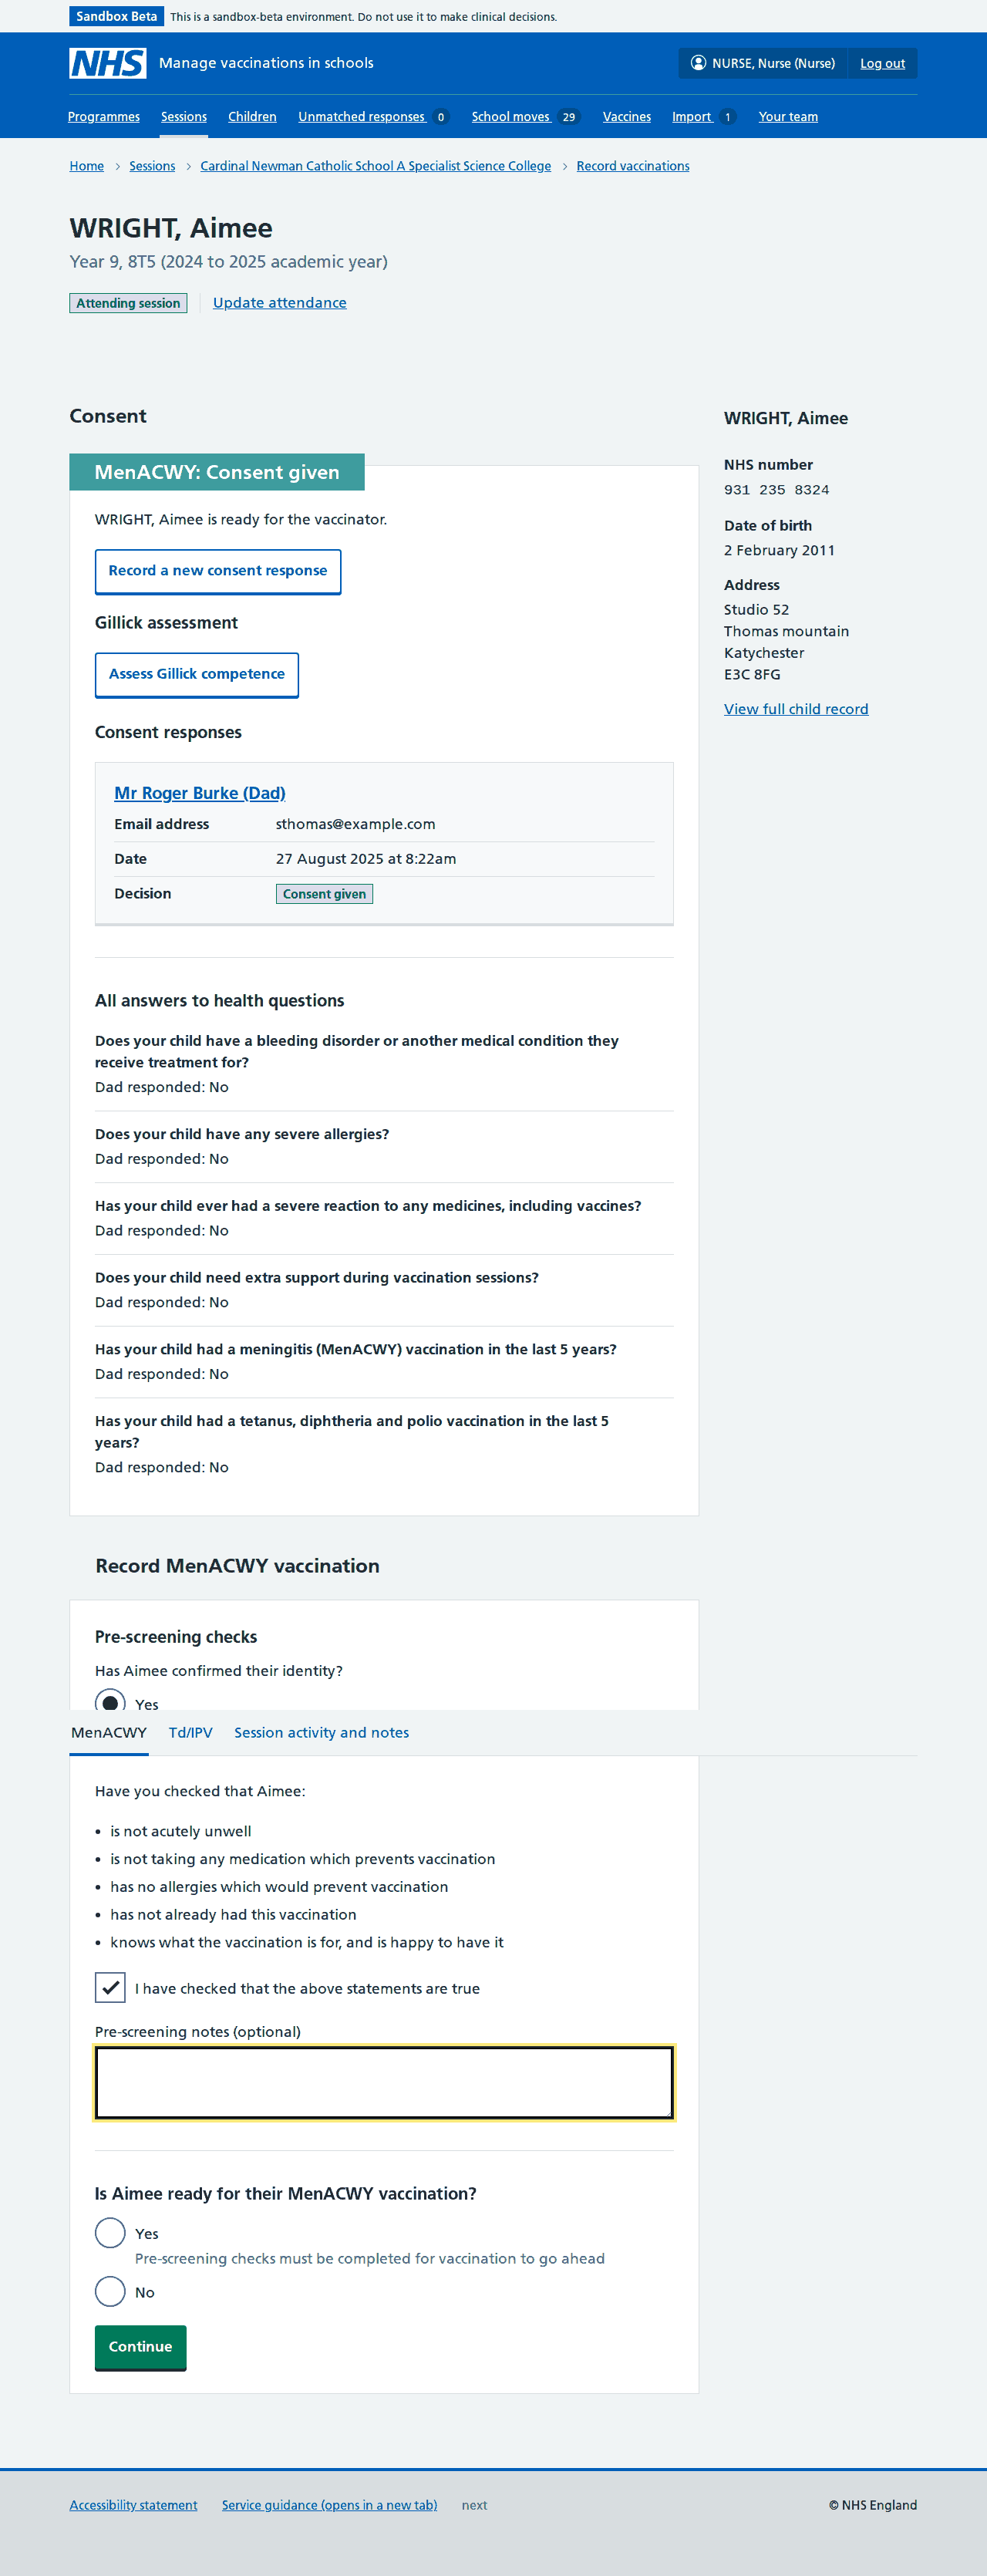 Sandbox Beta This is a sandbox-beta environment. Do not use it to make clinical decisions.
NHS Manage vaccinations in schools NURSE, Nurse (Nurse) Log out
Programmes Sessions Children Unmatched responses 0 School moves 29 Vaccines Import 1 Your team
Home Sessions Cardinal Newman Catholic School A Specialist Science College Record vaccinations
WRIGHT, Aimee
Year 9, 8T5 (2024 to 2025 academic year)
Attending session Update attendance
Consent
MenACWY: Consent given
WRIGHT, Aimee is ready for the vaccinator.
Record a new consent response
Gillick assessment
Assess Gillick competence
Consent responses
Mr Roger Burke (Dad)
Email address sthomas@example.com
Date 27 August 2025 at 8:22am
Decision Consent given
All answers to health questions
Does your child have a bleeding disorder or another medical condition they
receive treatment for?
Dad responded: No
Does your child have any severe allergies?
Dad responded: No
Has your child ever had a severe reaction to any medicines, including vaccines?
Dad responded: No
Does your child need extra support during vaccination sessions?
Dad responded: No
Has your child had a meningitis (MenACWY) vaccination in the last 5 years?
Dad responded: No
Has your child had a tetanus, diphtheria and polio vaccination in the last 5
years?
Dad responded: No
WRIGHT, Aimee
NHS number
931 235 8324
Date of birth
2 February 2011
Address
Studio 52
Thomas mountain
Katychester
E3C 8FG
View full child record
Record MenACWY vaccination
Pre-screening checks
Has Aimee confirmed their identity?
Yes
MenACWY Td/IPV Session activity and notes
Have you checked that Aimee:
• is not acutely unwell
• is not taking any medication which prevents vaccination
• has no allergies which would prevent vaccination
• has not already had this vaccination
• knows what the vaccination is for, and is happy to have it
I have checked that the above statements are true
Pre-screening notes (optional)
Is Aimee ready for their MenACWY vaccination?
Yes
Pre-screening checks must be completed for vaccination to go ahead
No
Continue
Accessibility statement Service guidance (opens in a new tab) next © NHS England